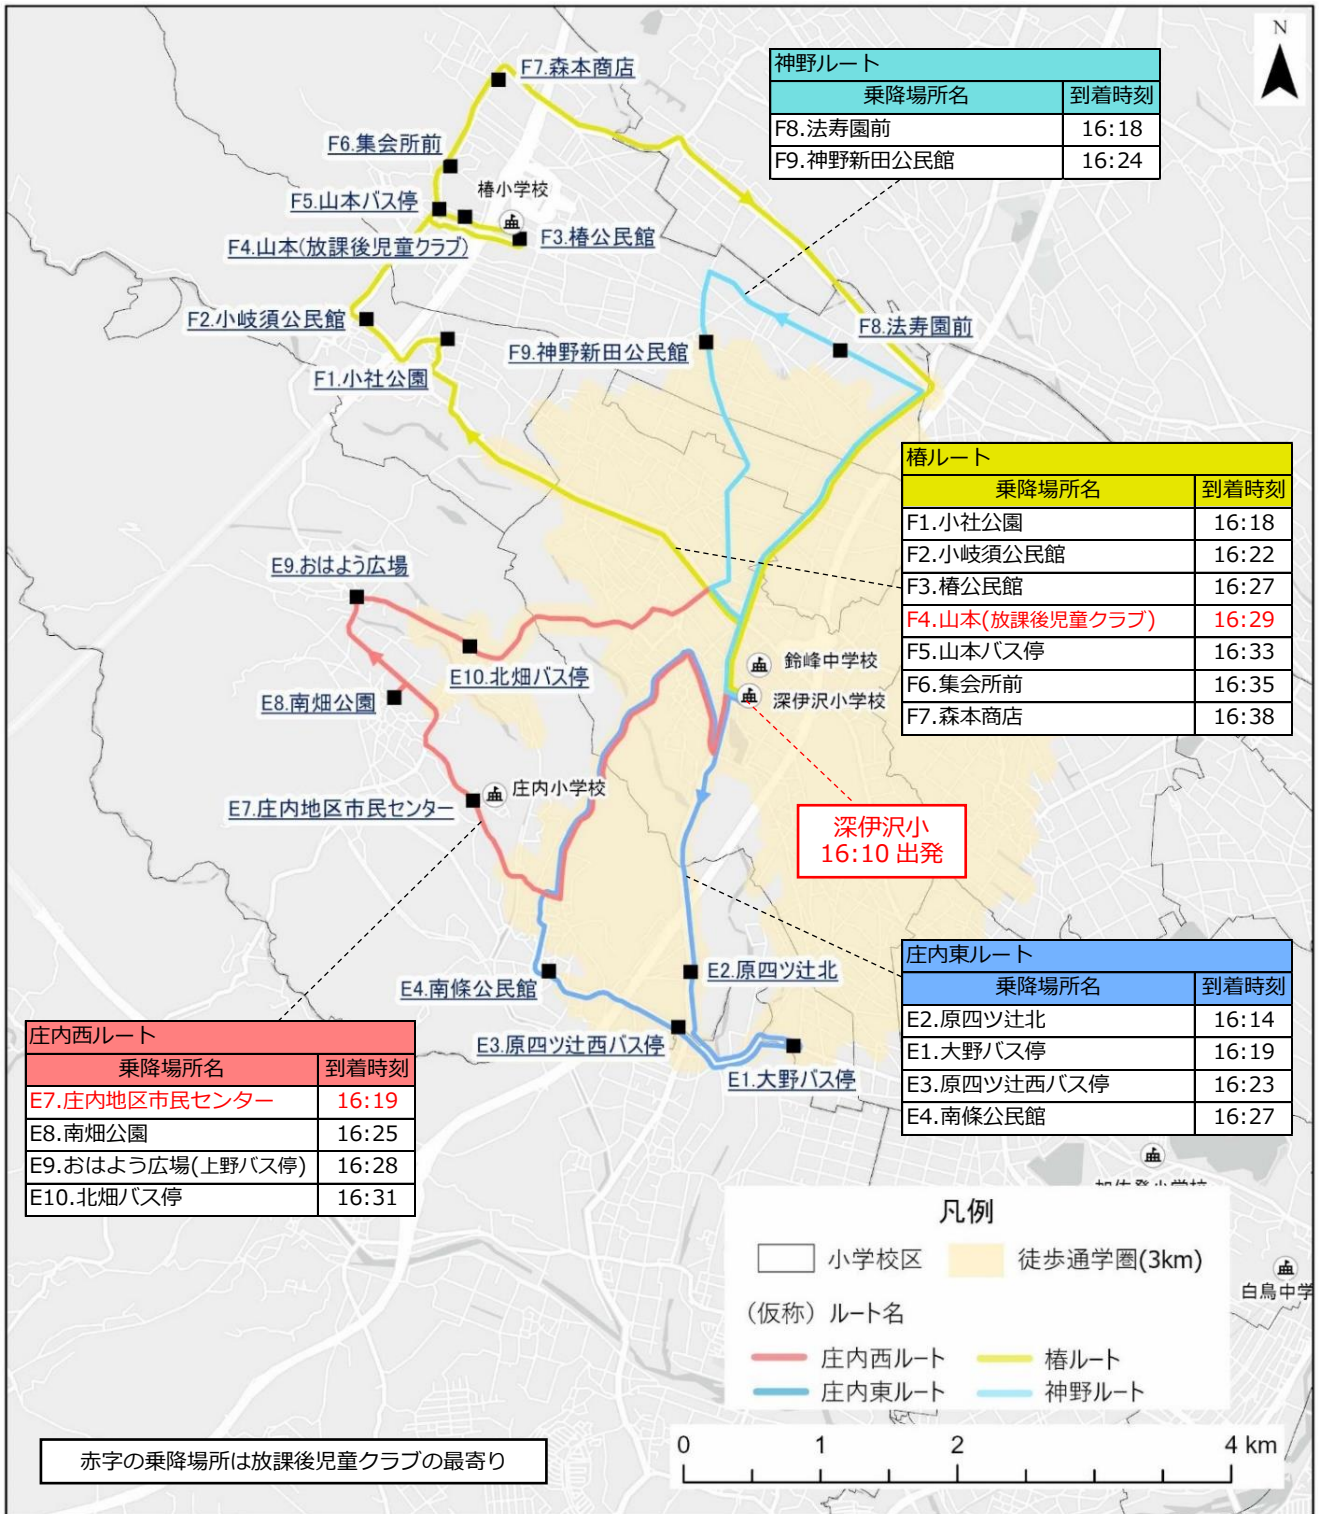 N
神野ルート
乗降場所名 到着時刻
F8.法寿園前 16:18
F9.神野新田公民館 16:24
F7.森本商店
F6.集会所前
椿小学校
F5.山本バス停
F3.椿公民館
F4.山本(放課後児童クラブ)
F2.小岐須公民館
F8.法寿園前
F9.神野新田公民館
F1.小社公園
椿ルート
乗降場所名 到着時刻
F1.小社公園 16:18
F2.小岐須公民館 16:22
F3.椿公民館 16:27
F4.山本(放課後児童クラブ) 16:29
F5.山本バス停 16:33
F6.集会所前 16:35
F7.森本商店 16:38
E9.おはよう広場
E10.北畑バス停
鈴峰中学校
E8.南畑公園
深伊沢小学校
庄内小学校
E7.庄内地区市民センター
深伊沢小
16:10 出発
庄内東ルート
乗降場所名 到着時刻
E2.原四ツ辻北 16:14
E1.大野バス停 16:19
E3.原四ツ辻西バス停 16:23
E4.南條公民館 16:27
E2.原四ツ辻北
E4.南條公民館
E3.原四ツ辻西バス停
E1.大野バス停
庄内西ルート
乗降場所名 到着時刻
E7.庄内地区市民センター 16:19
E8.南畑公園 16:25
E9.おはよう広場(上野バス停) 16:28
E10.北畑バス停 16:31
凡例
小学校区 徒歩通学圏(3km)
(仮称) ルート名
庄内西ルート 椿ルート
庄内東ルート 神野ルート
白鳥中学
赤字の乗降場所は放課後児童クラブの最寄り
0 1 2 4 km